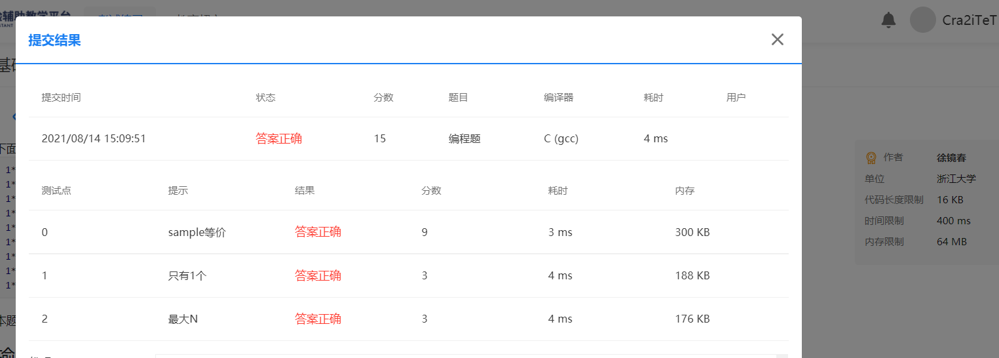 辅助教学平台
Cra2iTeT
提交结果
提交时间 状态 分数 题目 编译器 耗时 用户
2021/08/14 15:09:51 答案正确 15 编程题 C (gcc) 4 ms
下面
作者 徐镜春
单位 浙江大学
代码长度限制 16 KB
时间限制 400 ms
内存限制 64 MB
1*
1*
1*
1*
1*
1*
1*
1*
1*
测试点 提示 结果 分数 耗时 内存
0 sample等价 答案正确 9 3 ms 300 KB
1 只有1个 答案正确 3 4 ms 188 KB
2 最大N 答案正确 3 4 ms 176 KB
本题